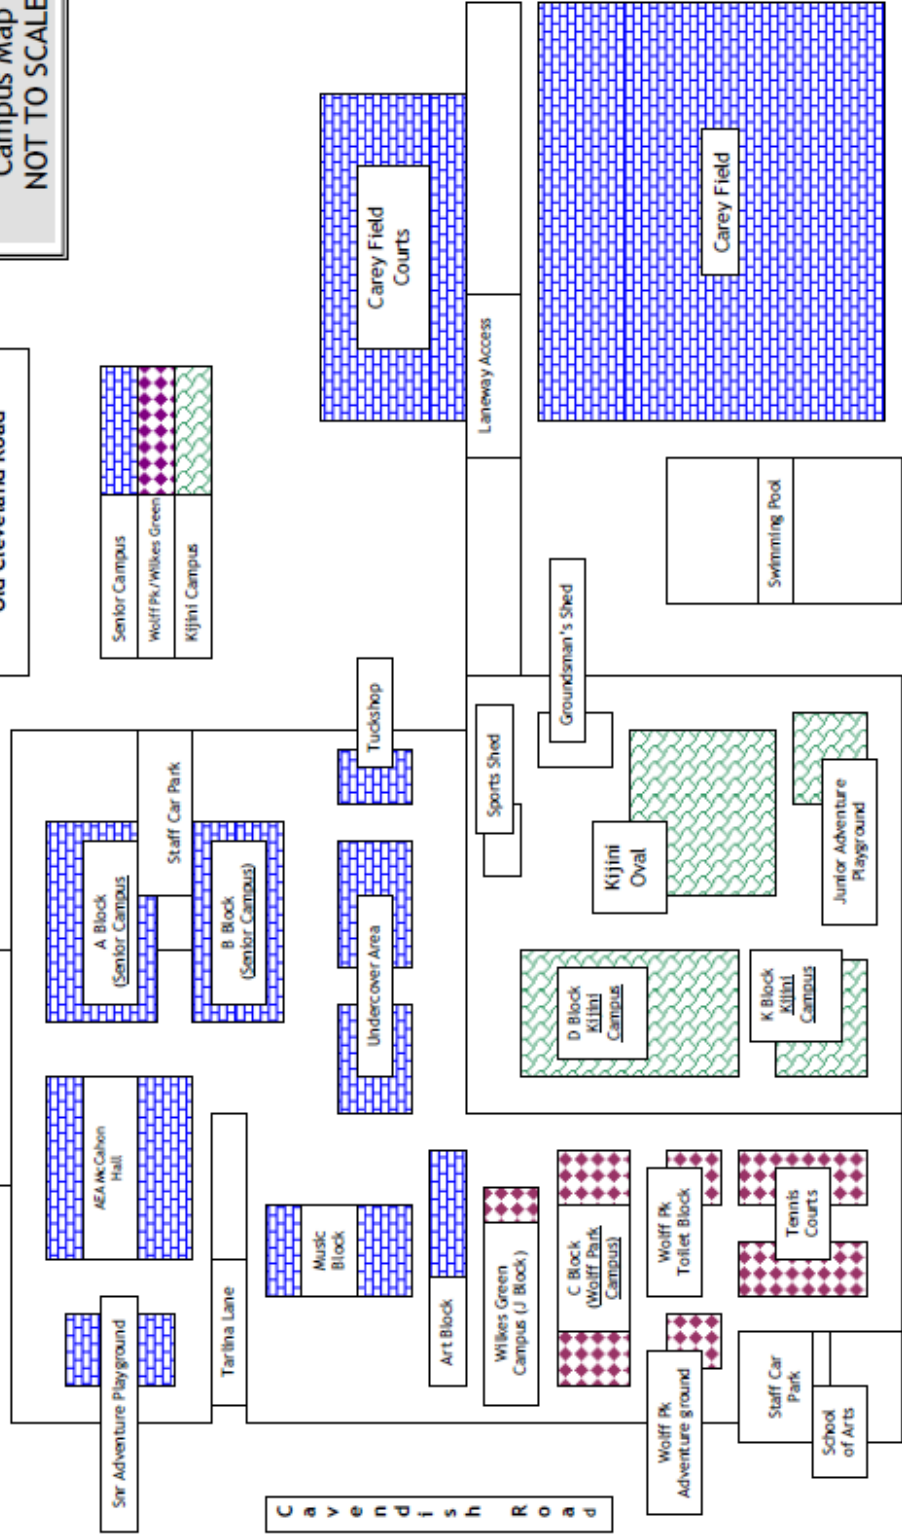 Campus Map
NOT TO SCALE
Old Cleveland Road
Senior Campus
Wolff Pk/Wilkes Green
Kijini Campus
Carey Field
Courts
Laneway Access
Carey Field
Swimming Pool
Groundsman's Shed
Sports Shed
Tuckshop
Staff Car Park
A Block
(Senior Campus
B Block
(Senior Campus)
Undercover Area
Kijini
Oval
Junior Adventure
Playground
D Block
Kijini
Campus
K Block
Kijini
Campus
AEA McCahon
Hall
Snr Adventure Playground
Tarlina Lane
Music
Block
Art Block
Wilkes Green
Campus (J Block)
C Block
(Wolff Park
Campus)
Wolff Pk
Toilet Block
Tennis
Courts
Wolff Pk
Adventure ground
Staff Car
Park
School
of Arts
Cavendish Road